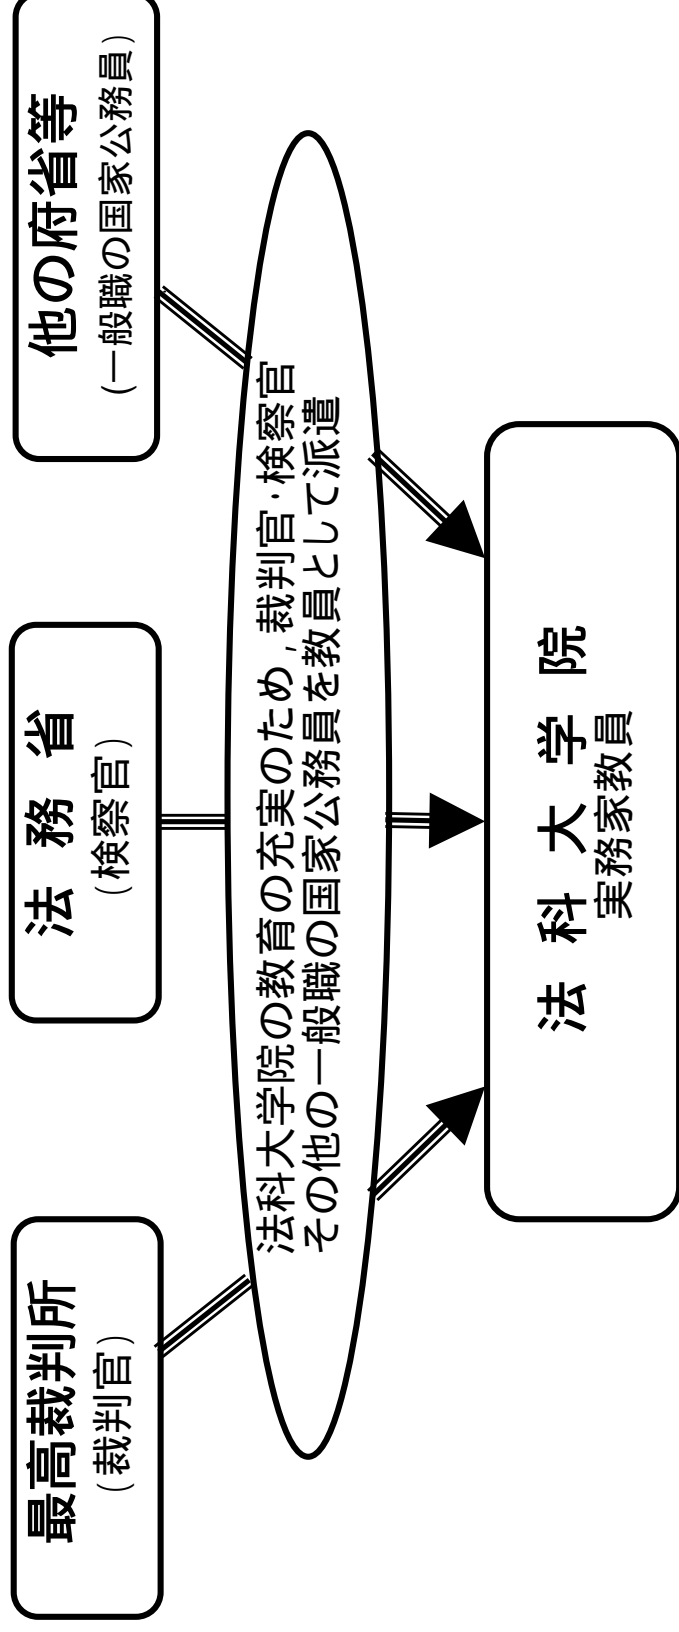 最高裁判所
(裁判官)
法務省
(検察官)
他の府省等
(一般職の国家公務員)
法科大学院の教育の充実のため,裁判官・検察官
その他の一般職の国家公務員を教員として派遣
法科大学院
実務家教員